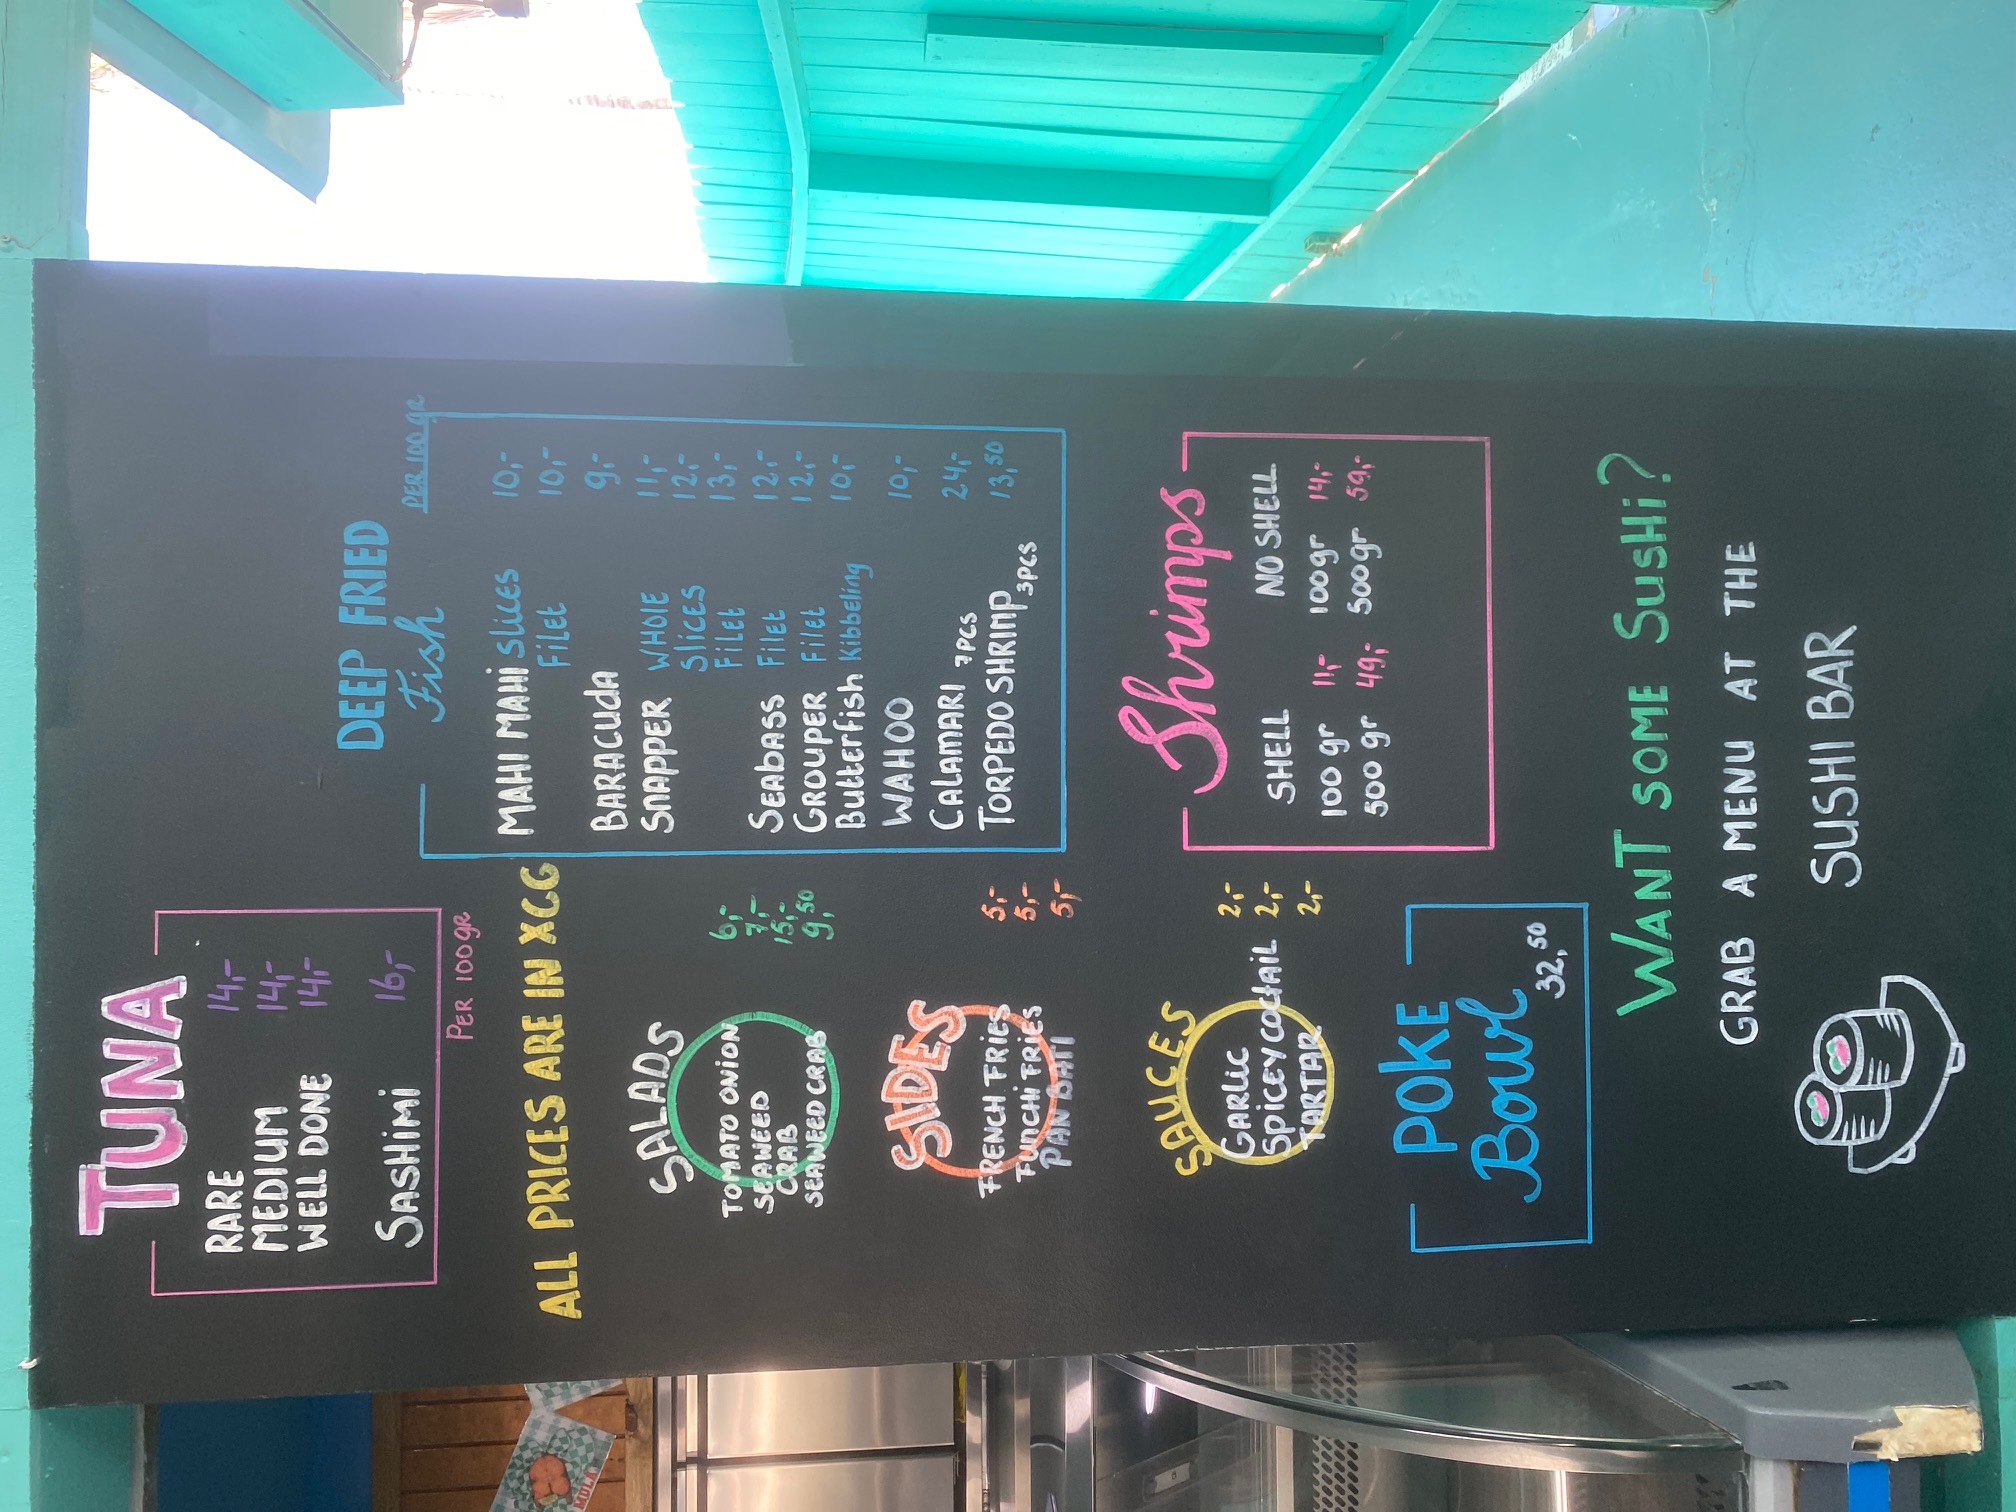 TUNA
RARE 14,-
MEDIUM 14,-
WELL DONE 14,-
SASHIMI 16,-
PER 100gR
ALL PRICES ARE IN XCG
SALADS
TOMATO ONION 6,-
SEAWEED 7,-
CRAB 15,-
SEAWEED CRAB 9,50
SIDES
FRENCH FRIES 5,-
FUNCHI FRIES 5,-
PAN BATI 5,-
SAUCES
GARLIC 2,-
SPICEY COCTAIL 2,-
TARTAR 2,-
POKE
Bowl
32,50
DEEP FRIED
Fish PER 100 gr
MAHI MAHI Slices 10,-
Filet 10,-
BARACUdA 9,-
SNAPPER WHOlE 11,-
Slices 12,-
Filet 13,-
SEABASS Filet 12,-
GROUPER Filet 12,-
Butterfish Kibbeling 10,-
WAHOO 10,-
CALAMARI 7PCS 24,-
TORPEDO SHRIMP 3PCS 13,50
Shrimps
SHELL NO SHELL
100 gr 11,- 100gr 14,-
500 gr 49,- 500gr 59,-
WANT SOME SUSHi?
GRAB A MENU AT THE
SUSHI BAR
MULA